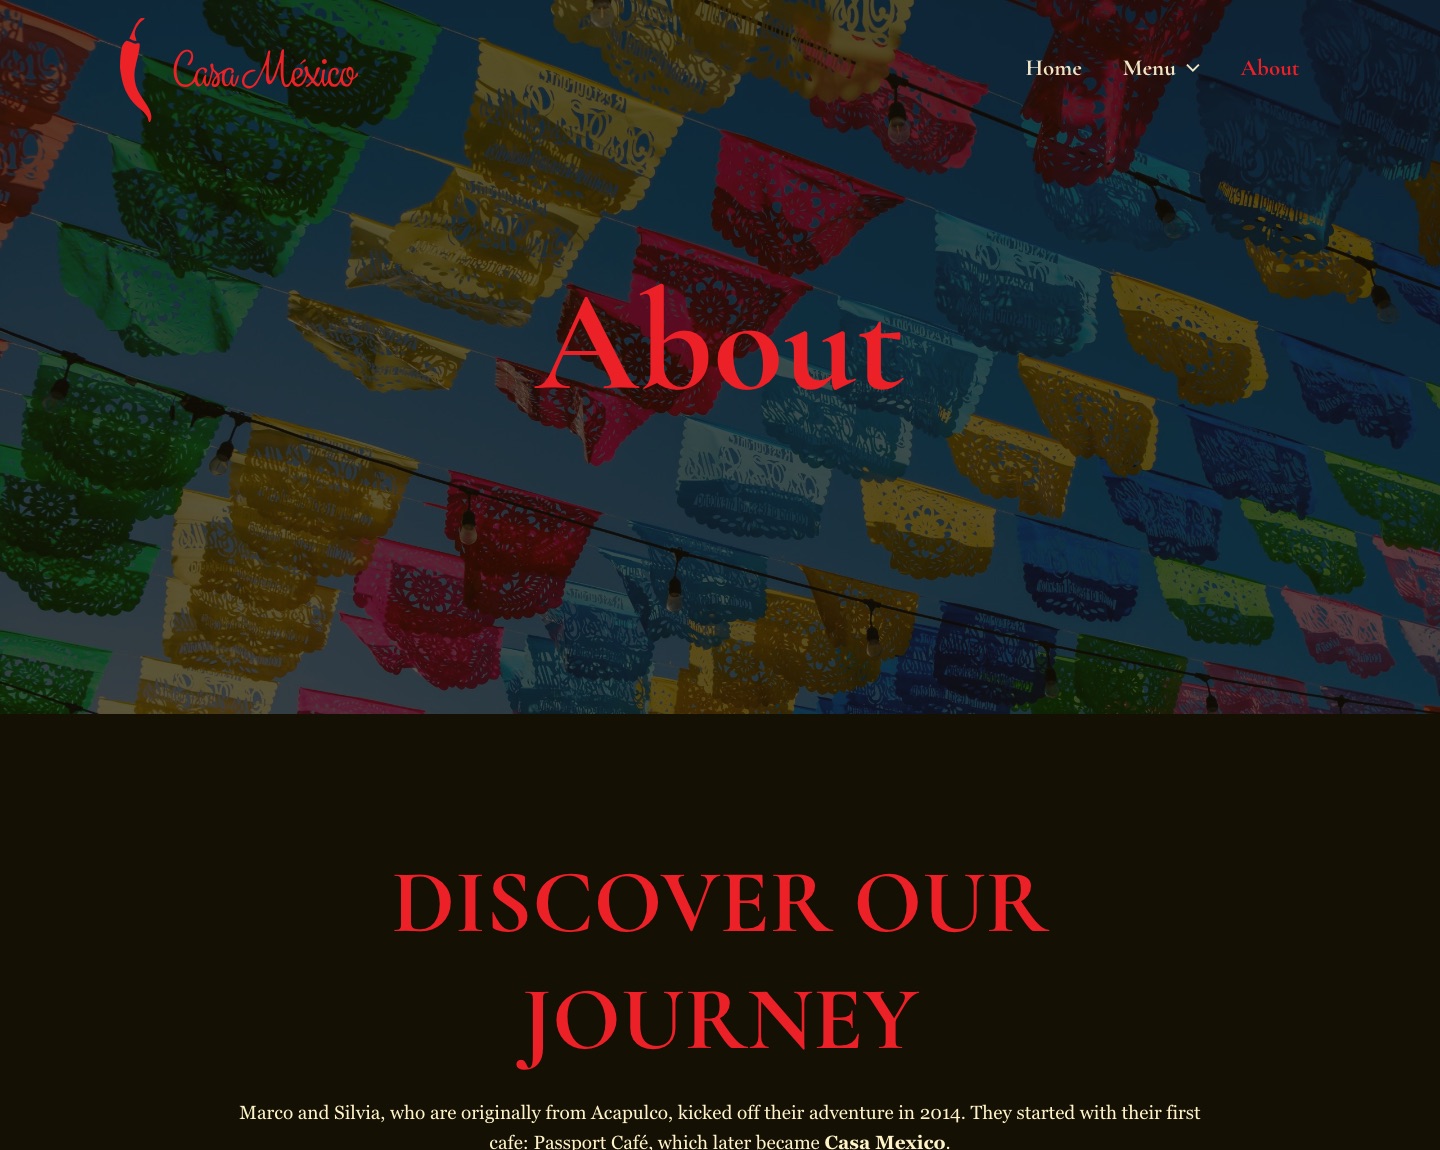 Casa México
Home
Menu
About
About
DISCOVER OUR
JOURNEY
Marco and Silvia, who are originally from Acapulco, kicked off their adventure in 2014. They started with their first
cafe: Passport Café, which later became Casa Mexico.